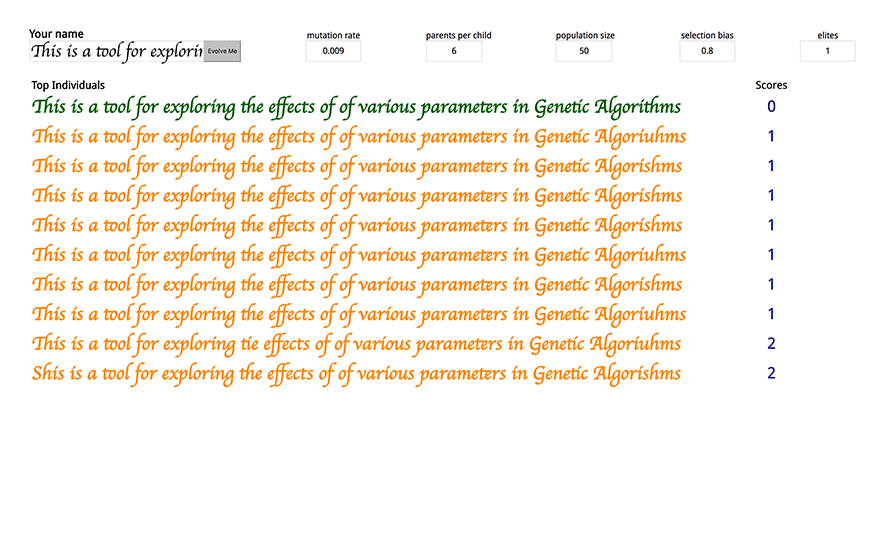 Your name
mutation rate parents per child population size selection bias elites
This is a tool for explorin Evolve Me 0.009 6 50 0.8 1
Top Individuals Scores
This is a tool for exploring the effects of of various parameters in Genetic Algorithms 0
This is a tool for exploring the effects of of various parameters in Genetic Algoriuhms 1
This is a tool for exploring the effects of of various parameters in Genetic Algorishms 1
This is a tool for exploring the effects of of various parameters in Genetic Algorishms 1
This is a tool for exploring the effects of of various parameters in Genetic Algorishms 1
This is a tool for exploring the effects of of various parameters in Genetic Algoriuhms 1
This is a tool for exploring the effects of of various parameters in Genetic Algorishms 1
This is a tool for exploring the effects of of various parameters in Genetic Algoriuhms 1
This is a tool for exploring tie effects of of various parameters in Genetic Algoriuhms 2
Shis is a tool for exploring the effects of of various parameters in Genetic Algorishms 2